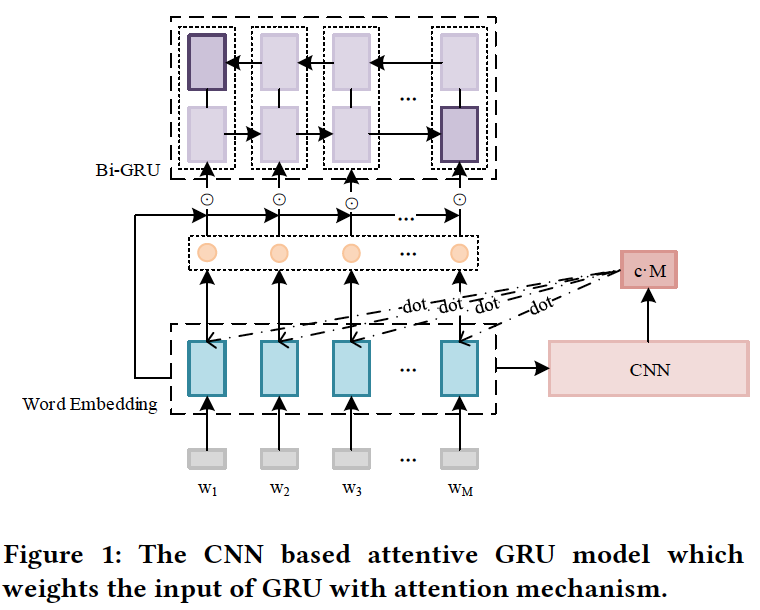 ...
Bi-GRU
⊙ ⊙ ⊙ ⊙
...
...
c·M
dot dot dot dot
... CNN
Word Embedding
...
w1 w2 w3 wM
Figure 1: The CNN based attentive GRU model which
weights the input of GRU with attention mechanism.